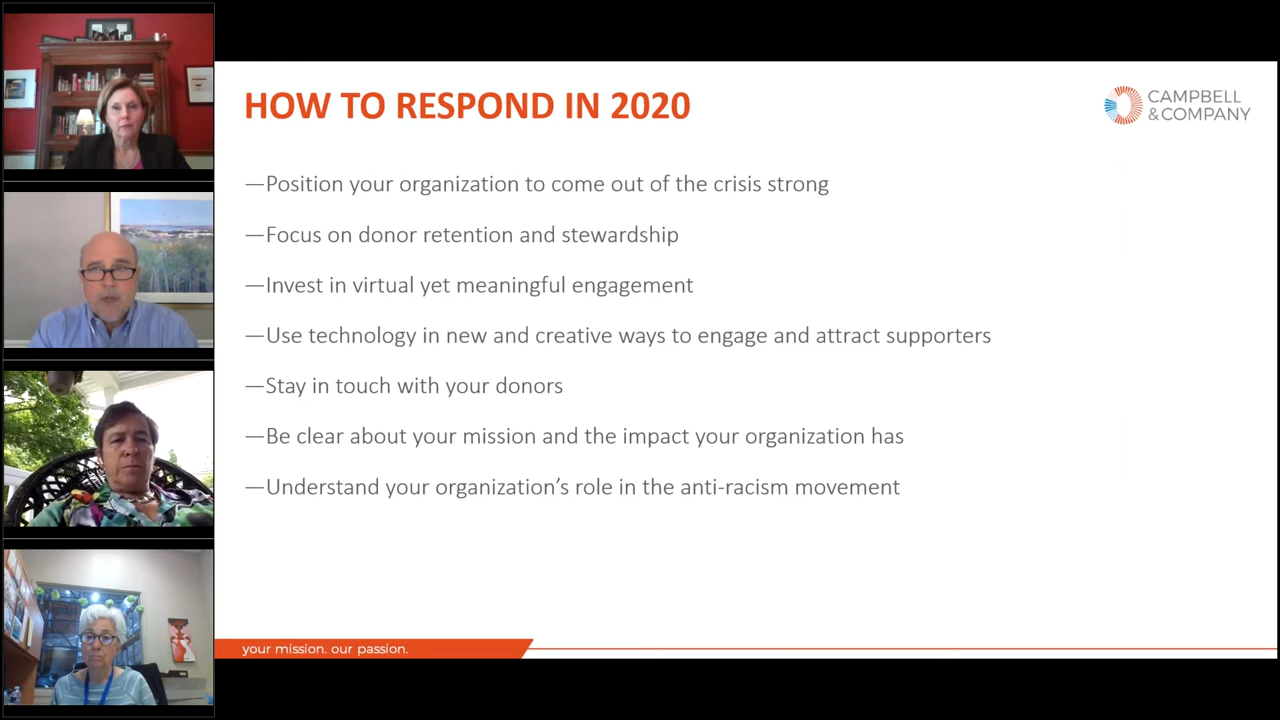 HOW TO RESPOND IN 2020
CAMPBELL
& COMPANY
—Position your organization to come out of the crisis strong
—Focus on donor retention and stewardship
—Invest in virtual yet meaningful engagement
—Use technology in new and creative ways to engage and attract supporters
—Stay in touch with your donors
—Be clear about your mission and the impact your organization has
—Understand your organization’s role in the anti-racism movement
your mission. our passion.